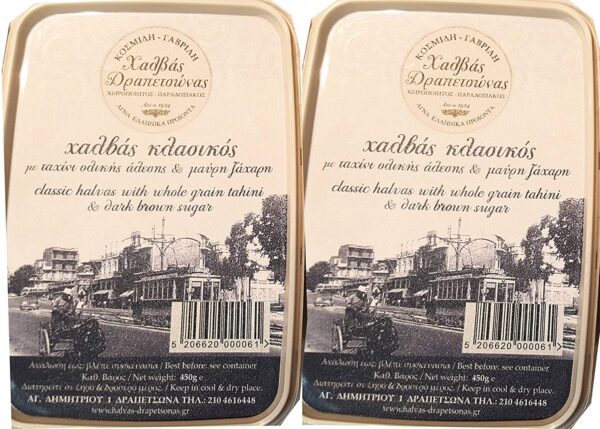 ΚΟΣΜΙΔΗ - ΓΑΒΡΙΛΗ
Χαλβάς
Δραπετσώνας
ΧΕΙΡΟΠΟΙΗΤΟΣ · ΠΑΡΑΔΟΣΙΑΚΟΣ
Από το 1924
ΑΓΝΑ ΕΛΛΗΝΙΚΑ ΠΡΟΪΟΝΤΑ
χαλβάς κλασικός
με ταχίνι ολικής άλεσης & μαύρη ζάχαρη
classic halvas with whole grain tahini
& dark brown sugar
5 206620 000061
Ανάλωση έως: βλέπε συσκευασία / Best before: see container
Καθ. Βάρος / Net weight: 450g e
Διατηρείται σε ξηρό & δροσερό μέρος / Keep in cool & dry place.
ΑΓ. ΔΗΜΗΤΡΙΟΥ 1 ΔΡΑΠΕΤΣΩΝΑ ΤΗΛ.: 210 4616448
www.halvas-drapetsonas.gr
ΚΟΣΜΙΔΗ - ΓΑΒΡΙΛΗ
Χαλβάς
Δραπετσώνας
ΧΕΙΡΟΠΟΙΗΤΟΣ · ΠΑΡΑΔΟΣΙΑΚΟΣ
Από το 1924
ΑΓΝΑ ΕΛΛΗΝΙΚΑ ΠΡΟΪΟΝΤΑ
χαλβάς κλασικός
με ταχίνι ολικής άλεσης & μαύρη ζάχαρη
classic halvas with whole grain tahini
& dark brown sugar
5 206620 000061
Ανάλωση έως: βλέπε συσκευασία / Best before: see container
Καθ. Βάρος / Net weight: 450g e
Διατηρείται σε ξηρό & δροσερό μέρος / Keep in cool & dry place.
ΑΓ. ΔΗΜΗΤΡΙΟΥ 1 ΔΡΑΠΕΤΣΩΝΑ ΤΗΛ.: 210 4616448
www.halvas-drapetsonas.gr